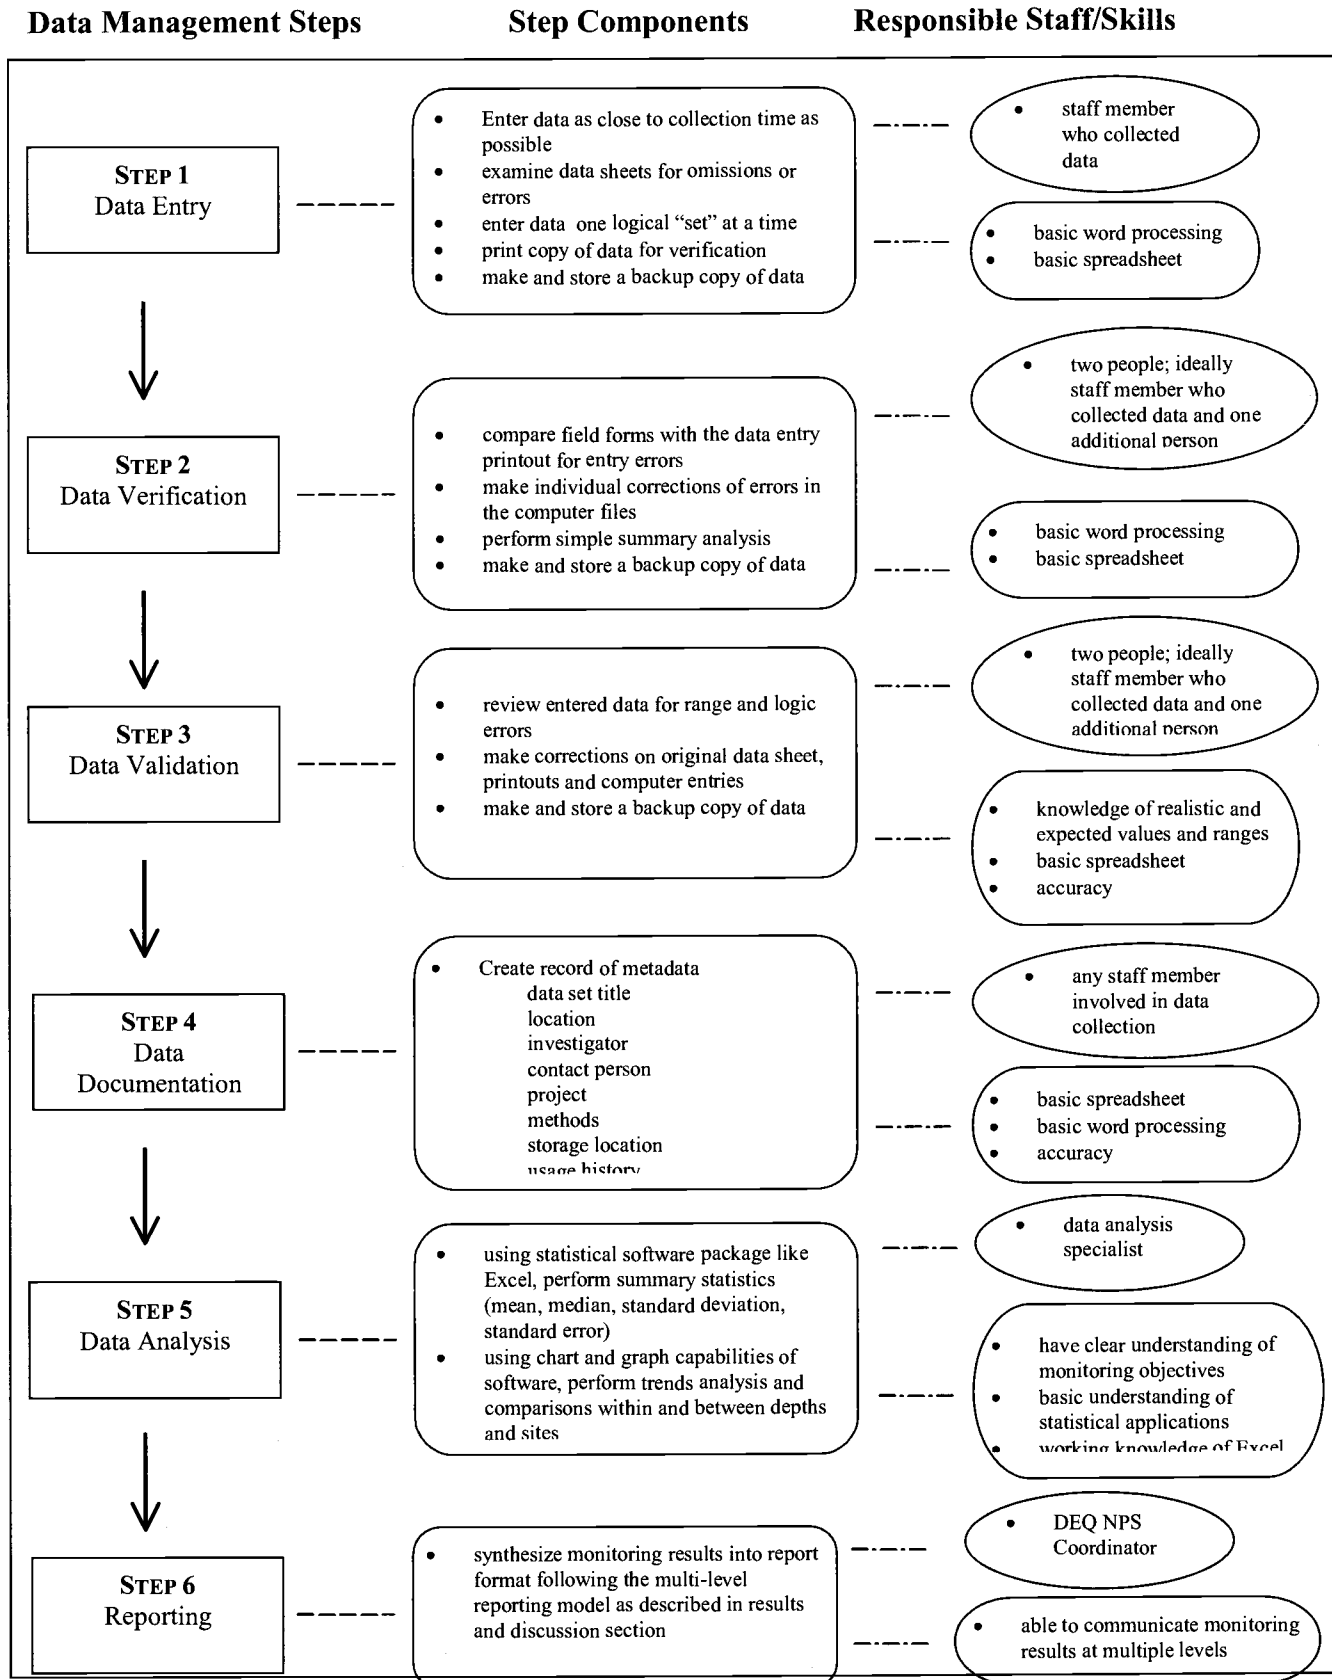 Data Management Steps
Step Components
Responsible Staff/Skills
STEP 1
Data Entry
• Enter data as close to collection time as
possible
• examine data sheets for omissions or
errors
• enter data one logical “set” at a time
• print copy of data for verification
• make and store a backup copy of data
• staff member
who collected
data
• basic word processing
• basic spreadsheet
STEP 2
Data Verification
• compare field forms with the data entry
printout for entry errors
• make individual corrections of errors in
the computer files
• perform simple summary analysis
• make and store a backup copy of data
• two people; ideally
staff member who
collected data and one
additional person
• basic word processing
• basic spreadsheet
STEP 3
Data Validation
• review entered data for range and logic
errors
• make corrections on original data sheet,
printouts and computer entries
• make and store a backup copy of data
• two people; ideally
staff member who
collected data and one
additional person
• knowledge of realistic and
expected values and ranges
• basic spreadsheet
• accuracy
STEP 4
Data
Documentation
• Create record of metadata
data set title
location
investigator
contact person
project
methods
storage location
usage history
• any staff member
involved in data
collection
• basic spreadsheet
• basic word processing
• accuracy
STEP 5
Data Analysis
• using statistical software package like
Excel, perform summary statistics
(mean, median, standard deviation,
standard error)
• using chart and graph capabilities of
software, perform trends analysis and
comparisons within and between depths
and sites
• data analysis
specialist
• have clear understanding of
monitoring objectives
• basic understanding of
statistical applications
• working knowledge of Excel
STEP 6
Reporting
• synthesize monitoring results into report
format following the multi-level
reporting model as described in results
and discussion section
• DEQ NPS
Coordinator
• able to communicate monitoring
results at multiple levels